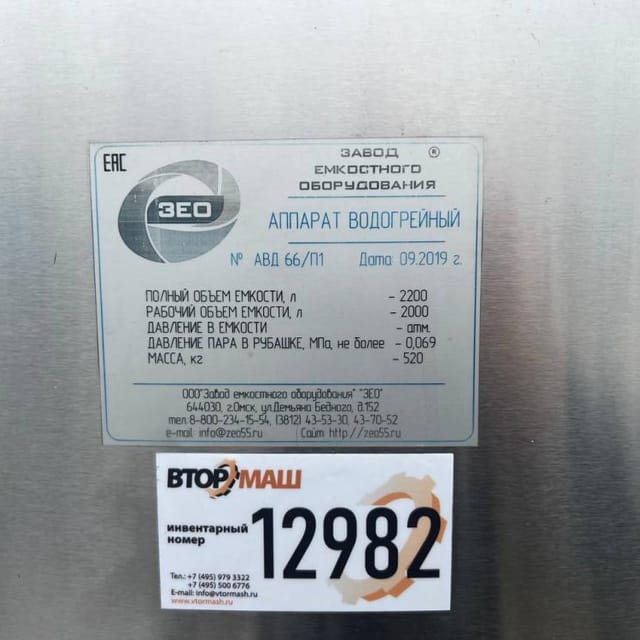 EAC
ЗЕО
ЗАВОД ®
ЕМКОСТНОГО
ОБОРУДОВАНИЯ
АППАРАТ ВОДОГРЕЙНЫЙ
№ АВД 66/П1 Дата: 09.2019 г.
ПОЛНЫЙ ОБЪЕМ ЕМКОСТИ, л - 2200
РАБОЧИЙ ОБЪЕМ ЕМКОСТИ, л - 2000
ДАВЛЕНИЕ В ЕМКОСТИ - атм.
ДАВЛЕНИЕ ПАРА В РУБАШКЕ, МПа, не более - 0,069
МАССА, кг - 520
ООО"Завод емкостного оборудования" "ЗЕО"
644030, г.Омск, ул.Демьяна Бедного, д.152
тел. 8-800-234-15-54, (3812) 43-53-30, 43-70-52
e-mail info@zeo55.ru Сайт http://zeo55.ru
ВТОРМАШ
инвентарный
номер
12982
Тел.: +7 (495) 979 3322
+7 (495) 500 6776
E-mail: info@vtormash.ru
www.vtormash.ru